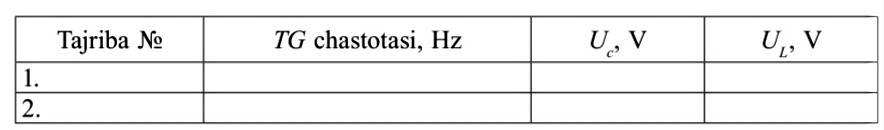 Tajriba № TG chastotasi, Hz U_c, V U_L, V
1.
2.